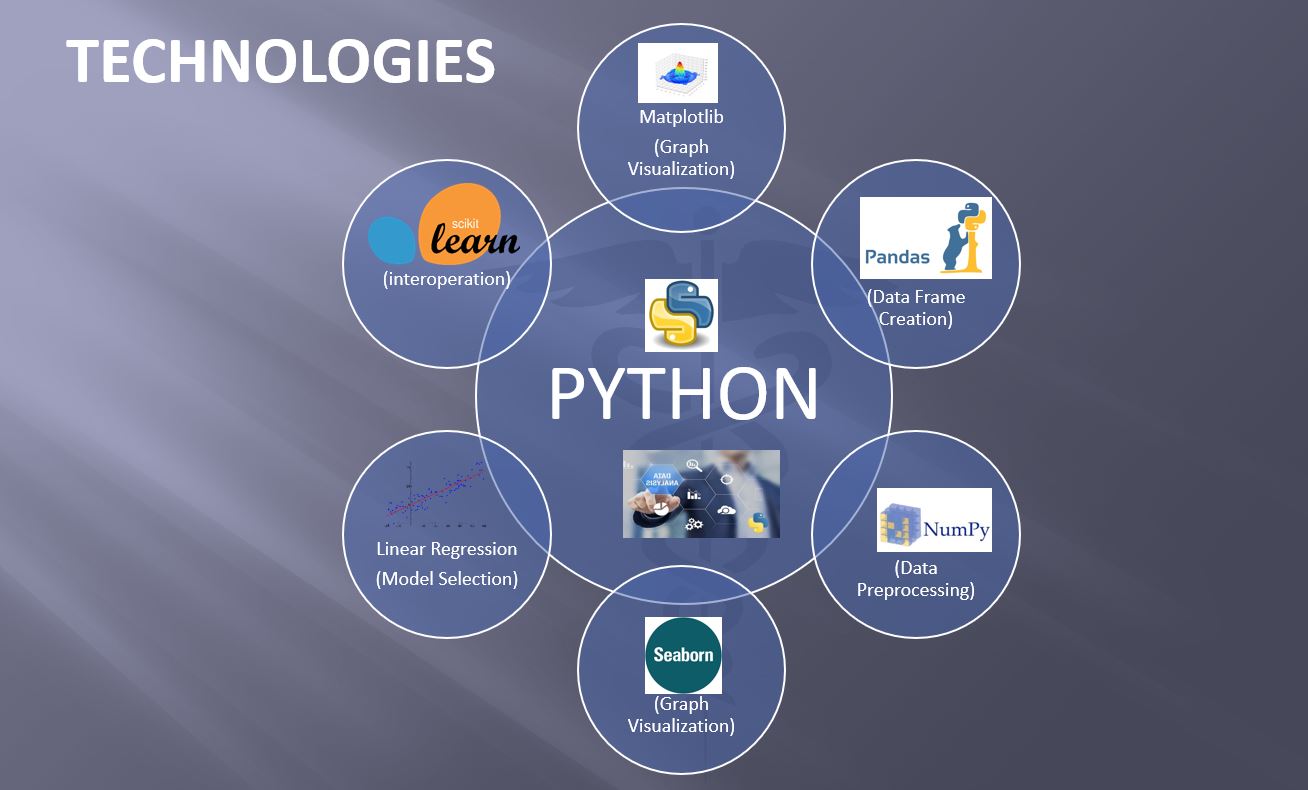 TECHNOLOGIES
Matplotlib
(Graph
Visualization)
scikit
learn
(interoperation)
Pandas
(Data Frame
Creation)
PYTHON
DATA
ANALYSIS
Linear Regression
(Model Selection)
NumPy
(Data
Preprocessing)
Seaborn
(Graph
Visualization)